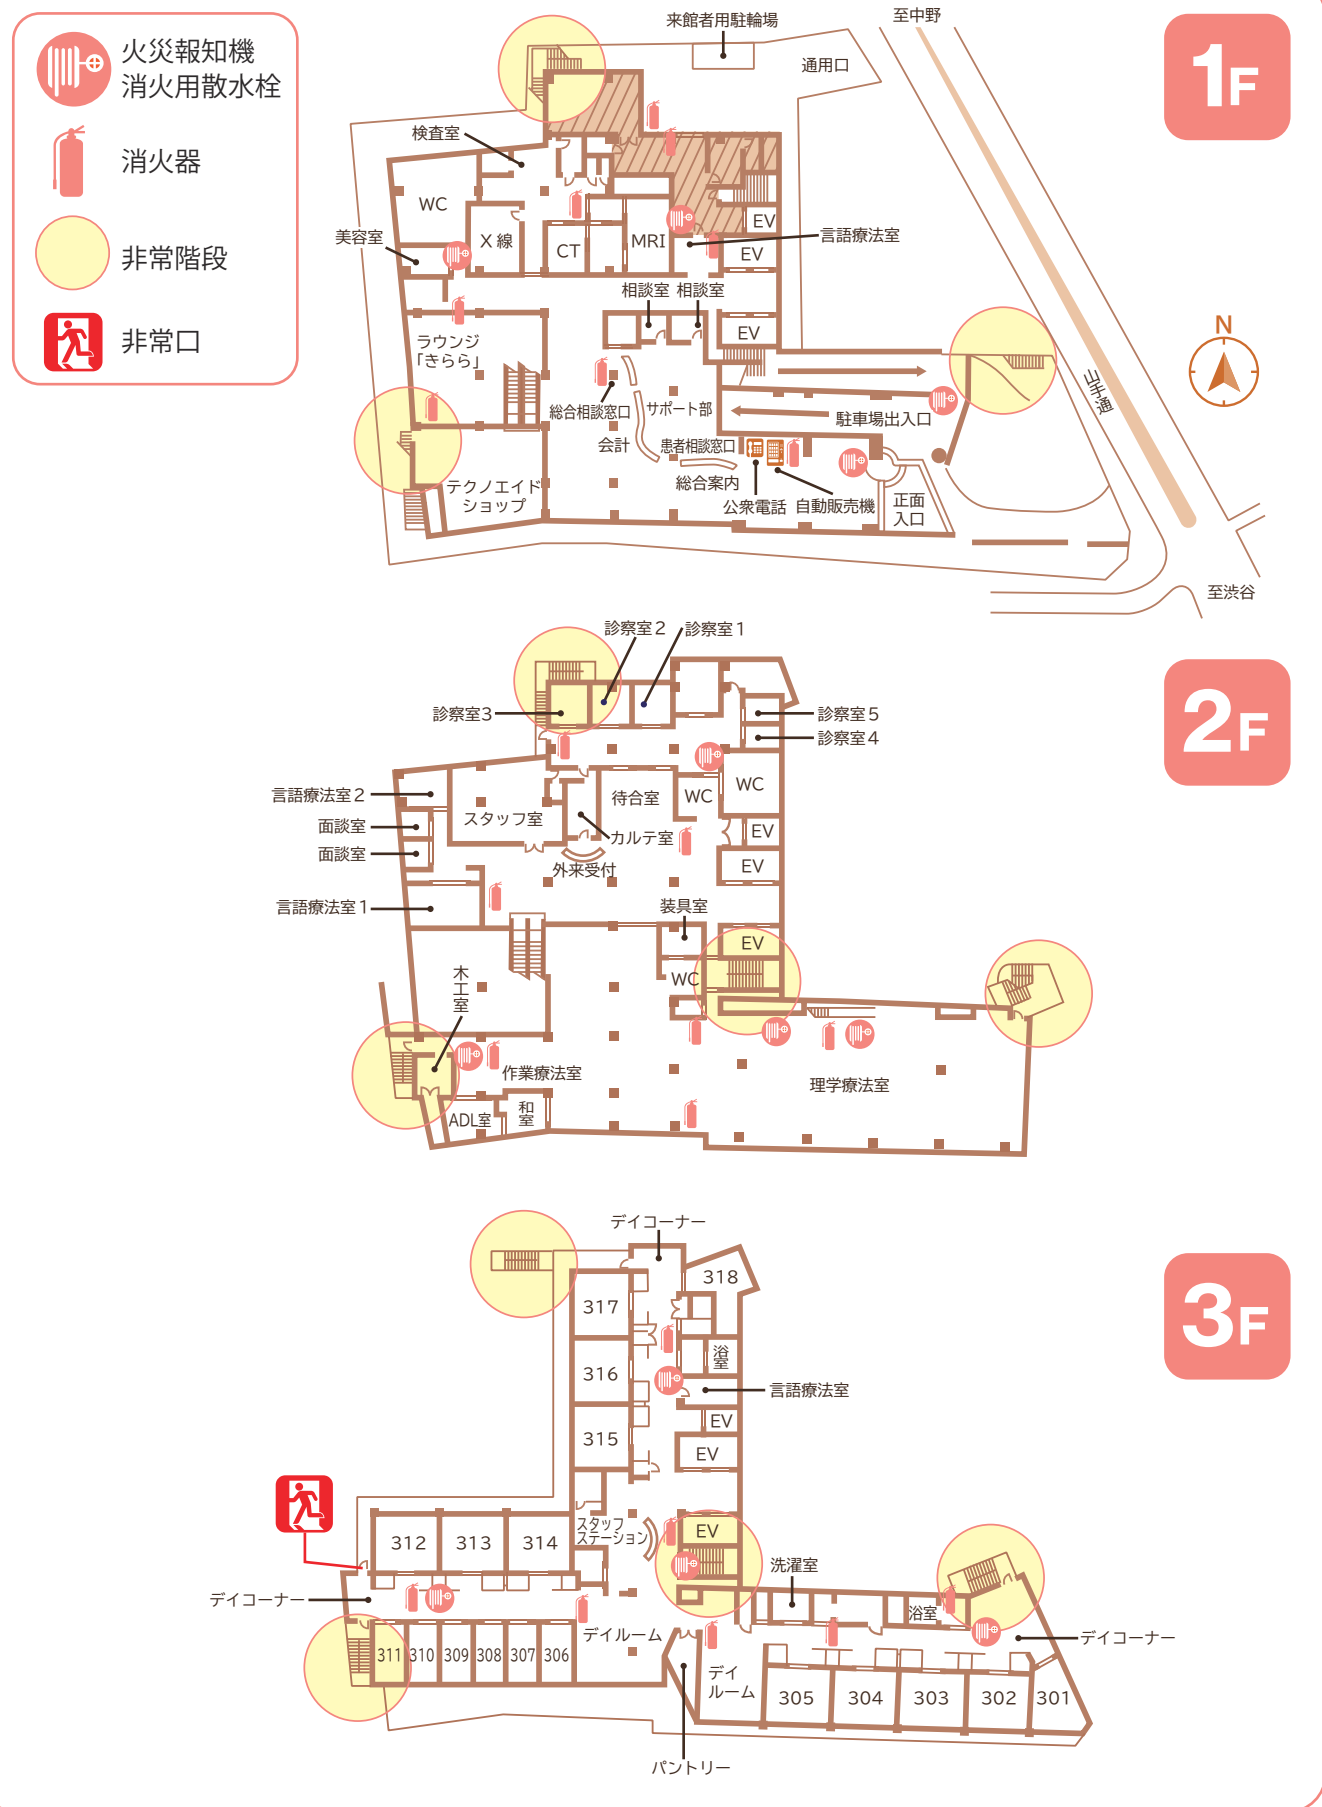 火災報知機
消火用散水栓
消火器
非常階段
非常口
1F
来館者用駐輪場
至中野
通用口
検査室
WC
美容室
X 線
CT
MRI
EV
言語療法室
EV
相談室
相談室
EV
ラウンジ
「きらら」
N
山手通
総合相談窓口
サポート部
駐車場出入口
会計
患者相談窓口
総合案内
テクノエイド
ショップ
公衆電話
自動販売機
正面
入口
至渋谷
2F
診察室2
診察室1
診察室3
診察室5
診察室4
言語療法室2
スタッフ室
待合室
WC
WC
面談室
面談室
カルテ室
EV
外来受付
EV
言語療法室1
装具室
EV
WC
木工室
作業療法室
理学療法室
ADL室
和室
3F
デイコーナー
318
317
浴室
316
言語療法室
315
EV
EV
スタッフ
ステーション
EV
312
313
314
洗濯室
デイコーナー
浴室
デイルーム
デイコーナー
311
310
309
308
307
306
デイ
ルーム
305
304
303
302
301
パントリー